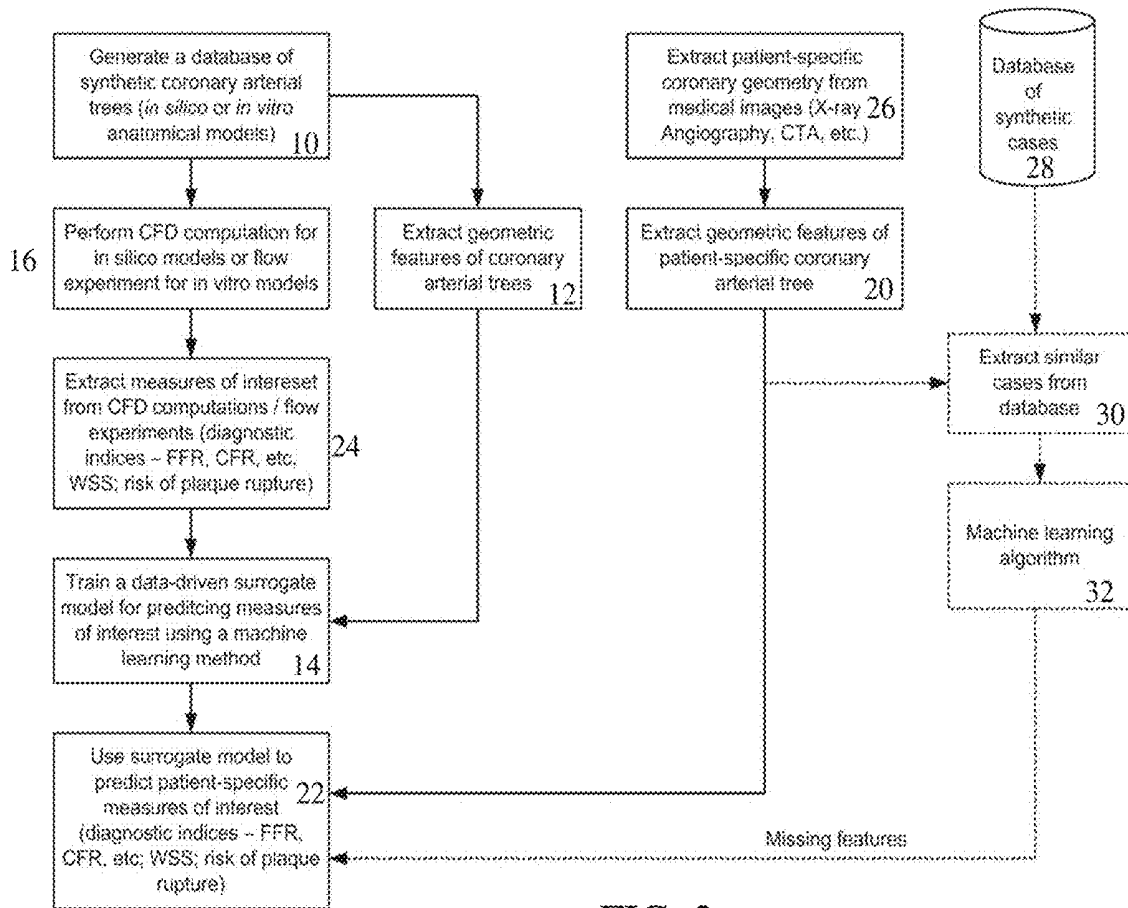 Generate a database of
synthetic coronary arterial
trees (in silico or in vitro
anatomical models)
10
Extract patient-specific
coronary geometry from
medical images (X-ray
Angiography, CTA, etc.)
26
Database
of
synthetic
cases
28
16
Perform CFD computation for
in silico models or flow
experiment for in vitro models
Extract geometric
features of coronary
arterial trees
12
Extract geometric features of
patient-specific coronary
arterial tree
20
Extract measures of intereset
from CFD computations / flow
experiments (diagnostic
indices – FFR, CFR, etc.
WSS; risk of plaque rupture)
24
Extract similar
cases from
database
30
Machine learning
algorithm
32
Train a data-driven surrogate
model for preditcing measures
of interest using a machine
learning method
14
Use surrogate model to
predict patient-specific
measures of interest
(diagnostic indices – FFR,
CFR, etc; WSS; risk of plaque
rupture)
22
Missing features